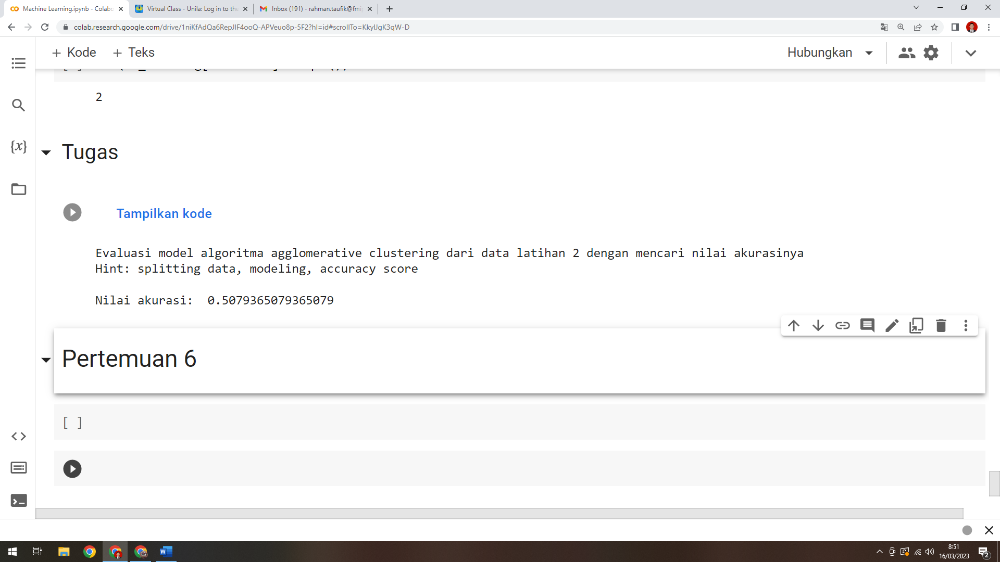 Machine Learning.ipynb - Colabo
Virtual Class - Unila: Log in to the
Inbox (191) - rahman.taufik@fmi
colab.research.google.com/drive/1niKfAdQa6RepJIF4ooQ-APVeuo8p-5F2?hl=id#scrollTo=KkyIJgK3qW-D
+ Kode + Teks
Hubungkan
2
{x}
Tugas
Tampilkan kode
Evaluasi model algoritma agglomerative clustering dari data latihan 2 dengan mencari nilai akurasinya
Hint: splitting data, modeling, accuracy score
Nilai akurasi: 0.5079365079365079
Pertemuan 6
[ ]
8:51
16/03/2023
2